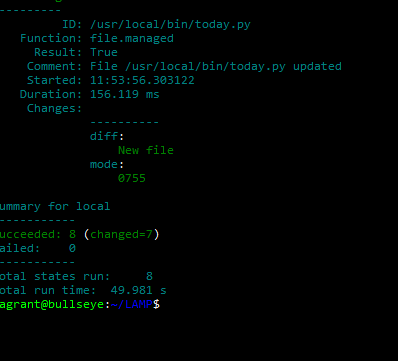 ----------
ID: /usr/local/bin/today.py
Function: file.managed
Result: True
Comment: File /usr/local/bin/today.py updated
Started: 11:53:56.303122
Duration: 156.119 ms
Changes:
----------
diff:
New file
mode:
0755
ummary for local
-----------
ucceeded: 8 (changed=7)
ailed: 0
-----------
otal states run: 8
otal run time: 49.981 s
agrant@bullseye:~/LAMP$